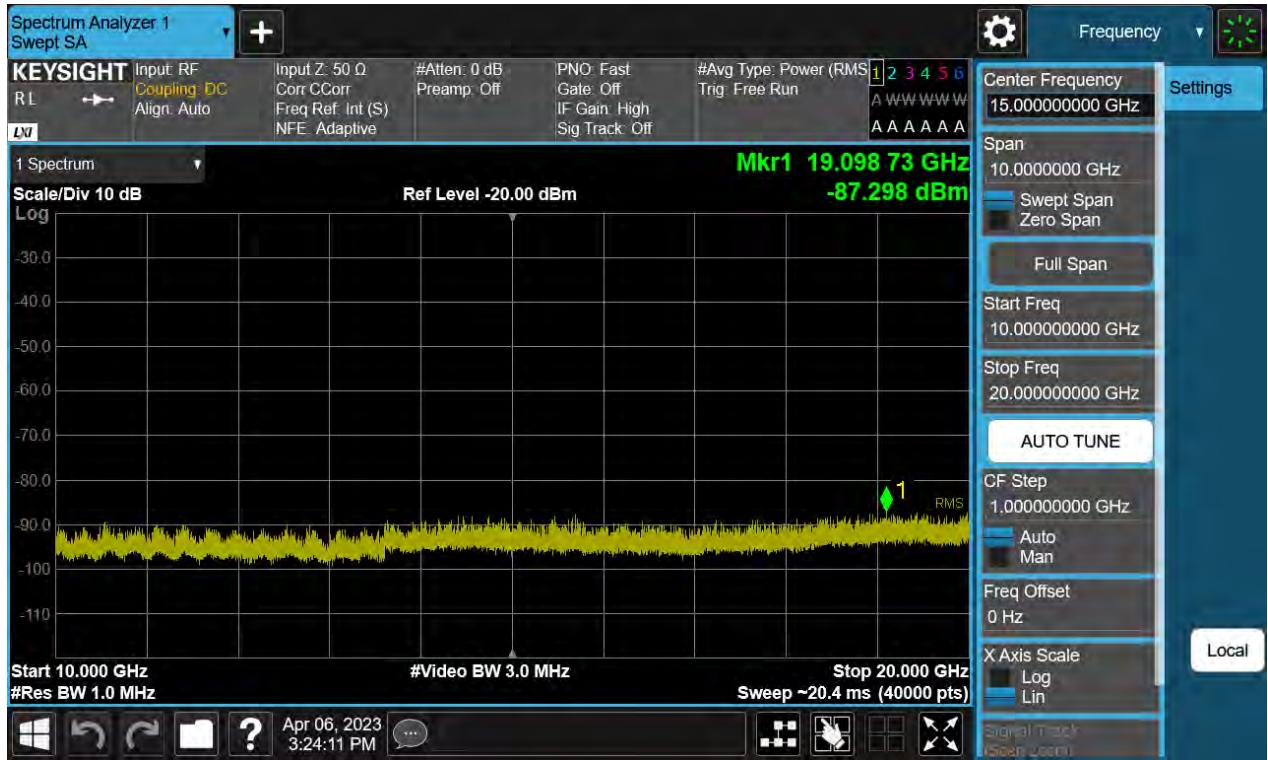 Spectrum Analyzer 1
Swept SA
Frequency
KEYSIGHT
RL
LXI
Input: RF
Coupling: DC
Align: Auto
Input Z: 50 Ω
Corr CCorr
Freq Ref: Int (S)
NFE: Adaptive
#Atten: 0 dB
Preamp: Off
PNO: Fast
Gate: Off
IF Gain: High
Sig Track: Off
#Avg Type: Power (RMS
Trig: Free Run
1 2 3 4 5 6
A W W W W W
A A A A A A
Center Frequency
15.000000000 GHz
Settings
1 Spectrum
Mkr1 19.098 73 GHz
Scale/Div 10 dB
Ref Level -20.00 dBm
-87.298 dBm
Log
-30.0
-40.0
-50.0
-60.0
-70.0
-80.0
-90.0
-100
-110
1
RMS
Start 10.000 GHz
#Video BW 3.0 MHz
Stop 20.000 GHz
#Res BW 1.0 MHz
Sweep ~20.4 ms (40000 pts)
Span
10.0000000 GHz
Swept Span
Zero Span
Full Span
Start Freq
10.000000000 GHz
Stop Freq
20.000000000 GHz
AUTO TUNE
CF Step
1.000000000 GHz
Auto
Man
Freq Offset
0 Hz
X Axis Scale
Log
Lin
Signal Track
(Span Zoom)
Local
?
Apr 06, 2023
3:24:11 PM